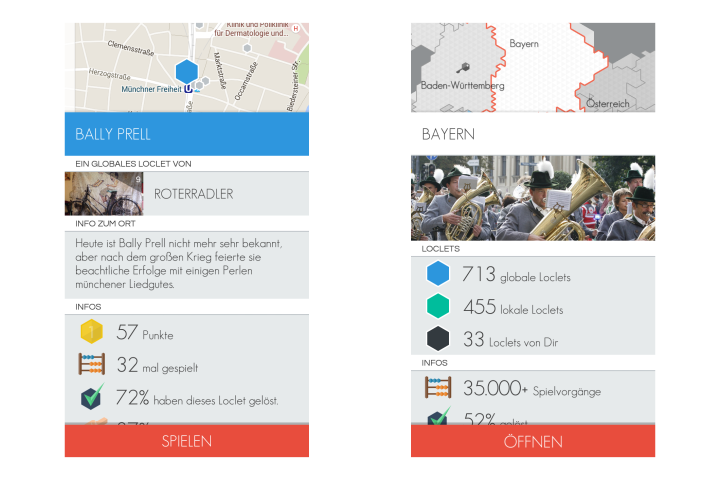 Klinik und Poliklinik
für Dermatologie und...
H
Clemensstraße
Herzogstraße
Marktstraße
Occamstraße
Biedersteiner Str.
Münchner Freiheit U
BALLY PRELL
EIN GLOBALES LOCLET VON
9
ROTERRADLER
INFO ZUM ORT
Heute ist Bally Prell nicht mehr sehr bekannt,
aber nach dem großen Krieg feierte sie
beachtliche Erfolge mit einigen Perlen
münchener Liedgutes.
INFOS
57 Punkte
32 mal gespielt
72% haben dieses Loclet gelöst.
SPIELEN
Bayern
Baden-Württemberg
Österreich
BAYERN
LOCLETS
713 globale Loclets
455 lokale Loclets
33 Loclets von Dir
INFOS
35.000+ Spielvorgänge
52% gelöst
ÖFFNEN